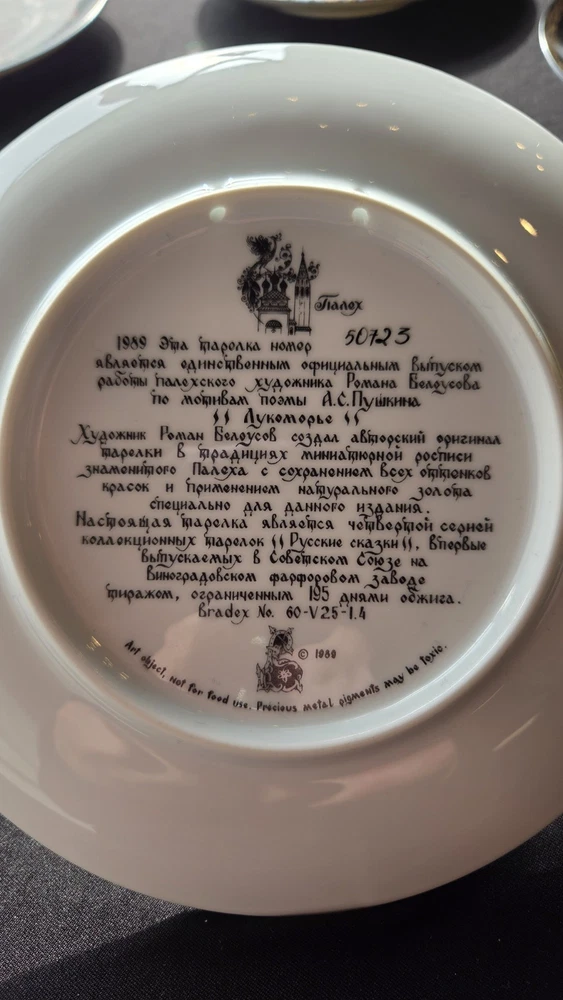 Палех
1989 Эта тарелка номер 50723
является единственным официальным выпуском
работы палехского художника Романа Белоусова
по мотивам поэмы А.С.Пушкина
" Лукоморье "
Художник Роман Белоусов создал авторский оригинал
тарелки в традициях миниатюрной росписи
знаменитого Палеха с сохранением всех оттенков
красок и применением натурального золота
специально для данного издания.
Настоящая тарелка является четвертой серией
коллекционных тарелок " Русские сказки ", впервые
выпускаемых в Советском Союзе на
Виноградовском фарфоровом заводе
тиражом, ограниченным 195 днями обжига.
Bradex No. 60-V25-1.4
© 1989
Art object, not for food use. Precious metal pigments may be toxic.